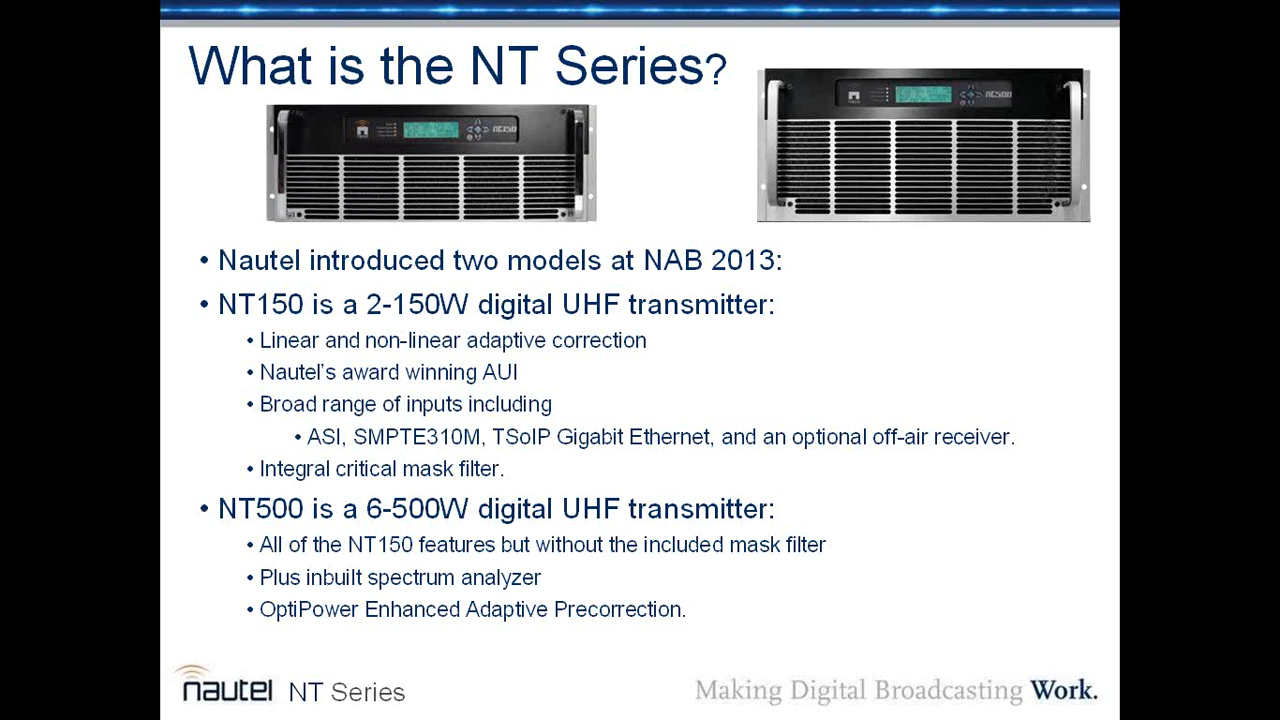 What is the NT Series?
NT150
NT500
• Nautel introduced two models at NAB 2013:
• NT150 is a 2-150W digital UHF transmitter:
• Linear and non-linear adaptive correction
• Nautel's award winning AUI
• Broad range of inputs including
• ASI, SMPTE310M, TSoIP Gigabit Ethernet, and an optional off-air receiver.
• Integral critical mask filter.
• NT500 is a 6-500W digital UHF transmitter:
• All of the NT150 features but without the included mask filter
• Plus inbuilt spectrum analyzer
• OptiPower Enhanced Adaptive Precorrection.
nautel NT Series
Making Digital Broadcasting Work.